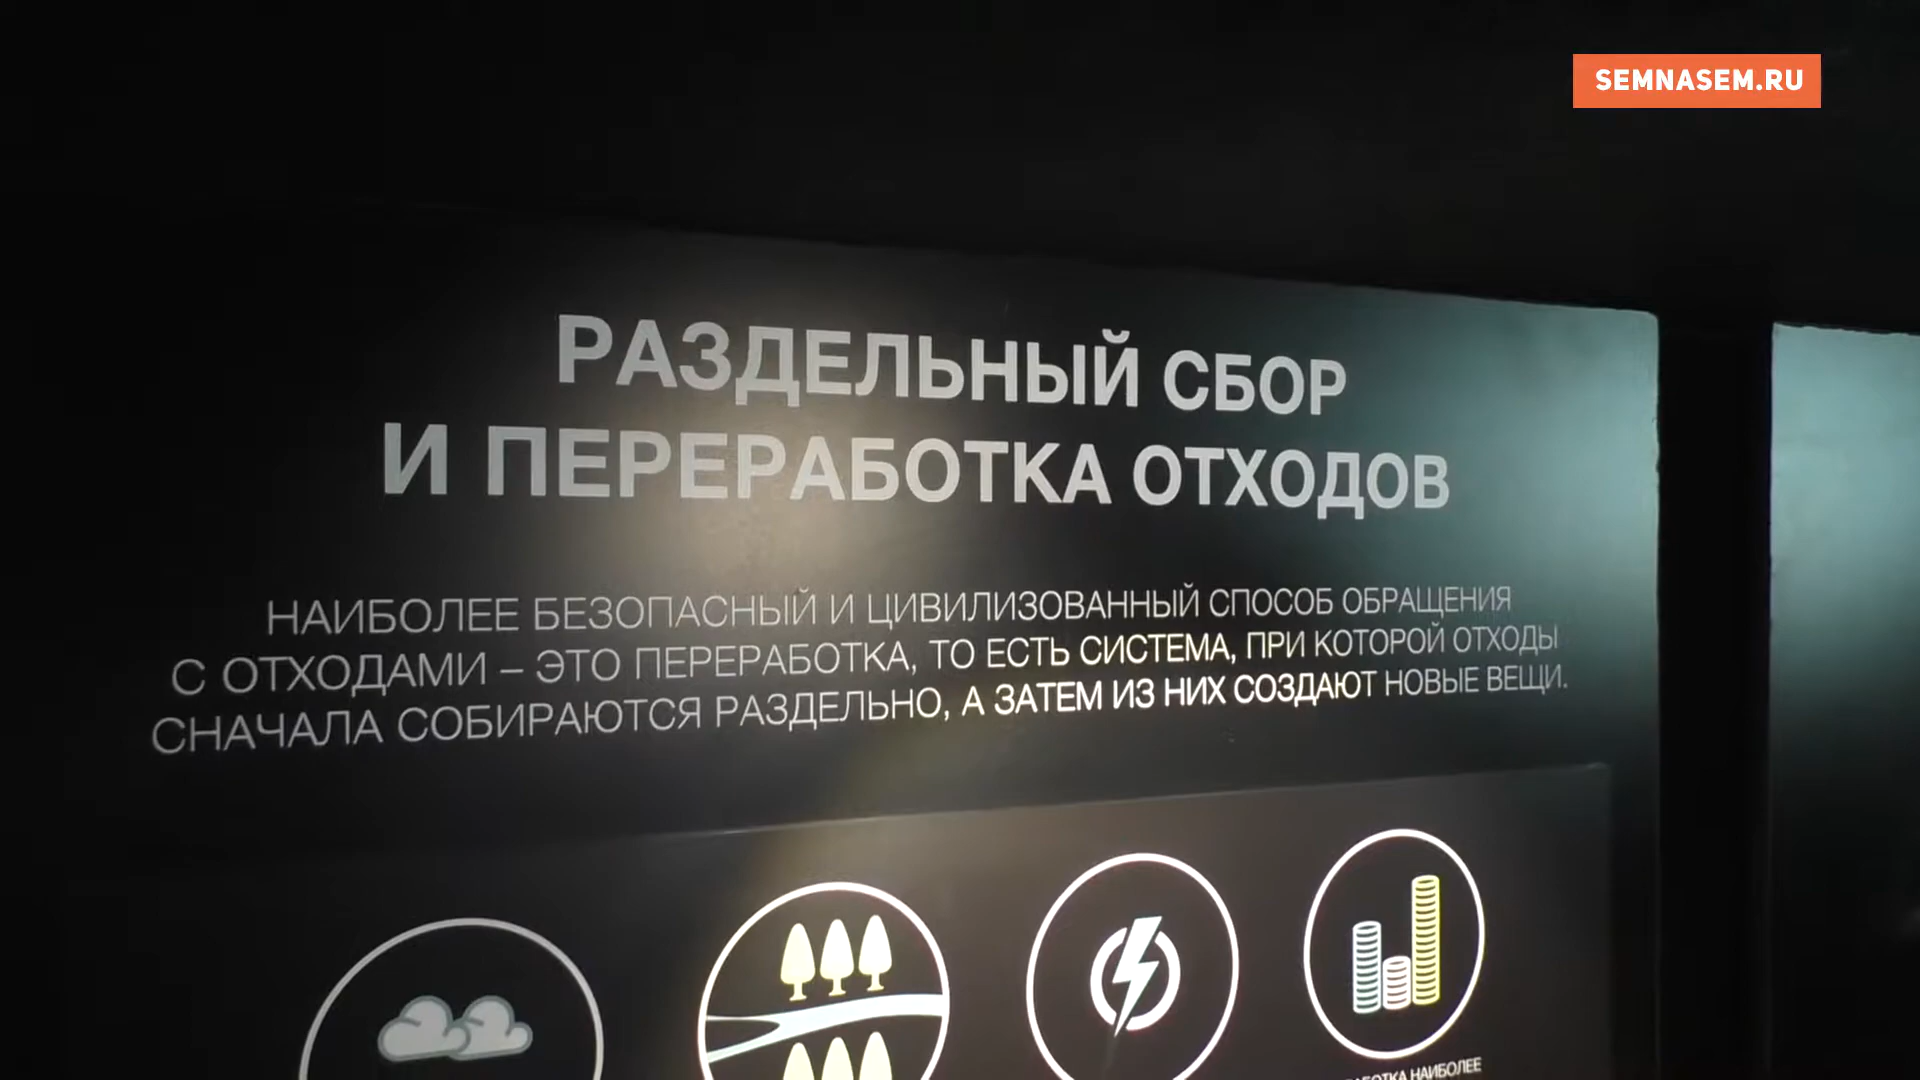 SEMNASEM.RU
РАЗДЕЛЬНЫЙ СБОР
И ПЕРЕРАБОТКА ОТХОДОВ
НАИБОЛЕЕ БЕЗОПАСНЫЙ И ЦИВИЛИЗОВАННЫЙ СПОСОБ ОБРАЩЕНИЯ
С ОТХОДАМИ – ЭТО ПЕРЕРАБОТКА, ТО ЕСТЬ СИСТЕМА, ПРИ КОТОРОЙ ОТХОДЫ
СНАЧАЛА СОБИРАЮТСЯ РАЗДЕЛЬНО, А ЗАТЕМ ИЗ НИХ СОЗДАЮТ НОВЫЕ ВЕЩИ.
НАИБОЛЕЕ